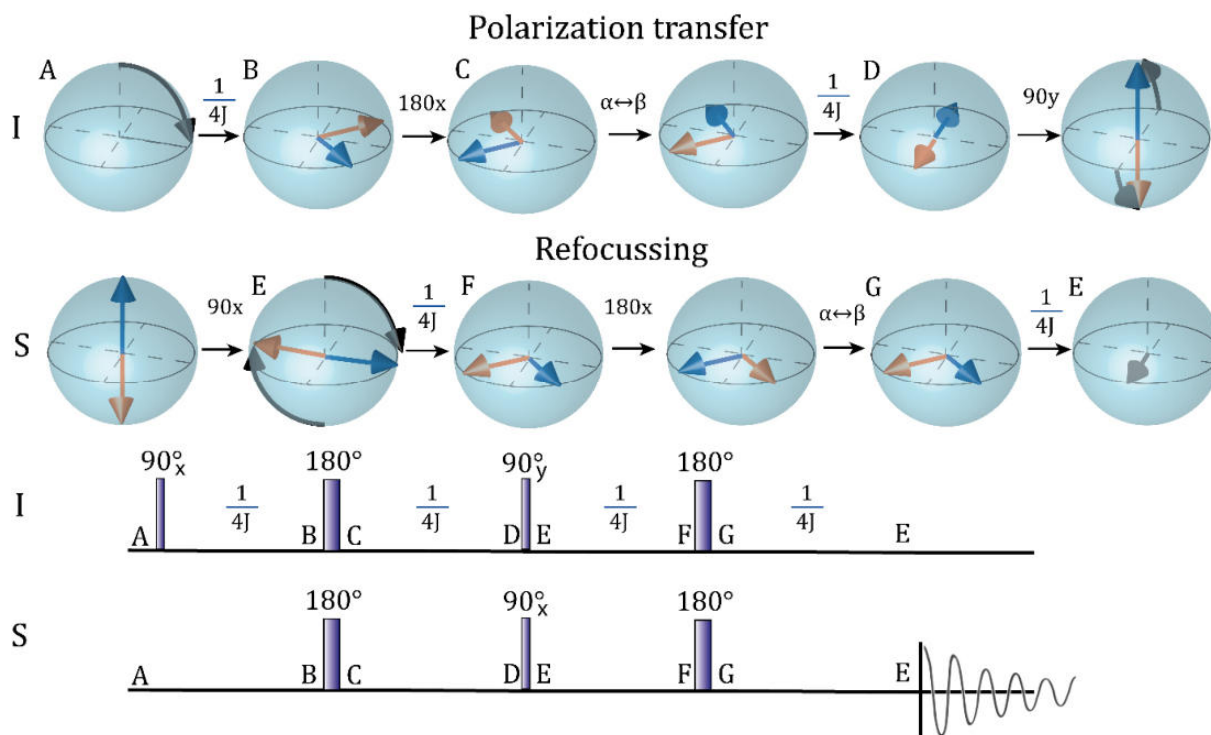 Polarization transfer
A B C D
I 1/4J 180x α↔β 1/4J 90y
Refocussing
E F G E
S 90x 1/4J 180x α↔β 1/4J
90°x 180° 90°y 180°
I 1/4J 1/4J 1/4J 1/4J
A B C D E F G E
180° 90°x 180°
S
A B C D E F G E